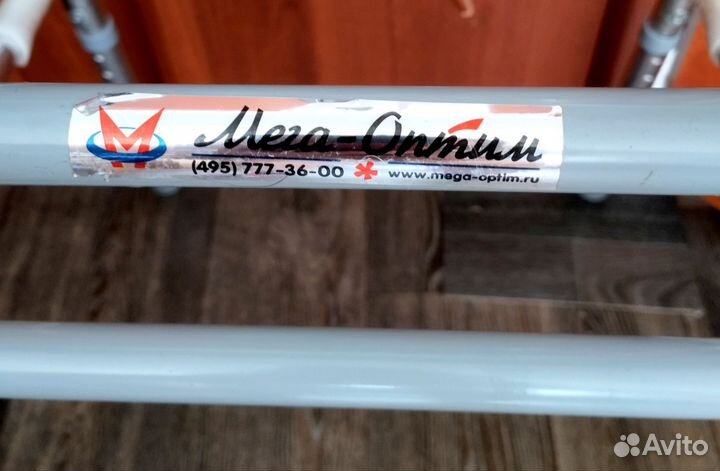 М
Мега-Оптим
(495) 777-36-00 * www.mega-optim.ru
Avito